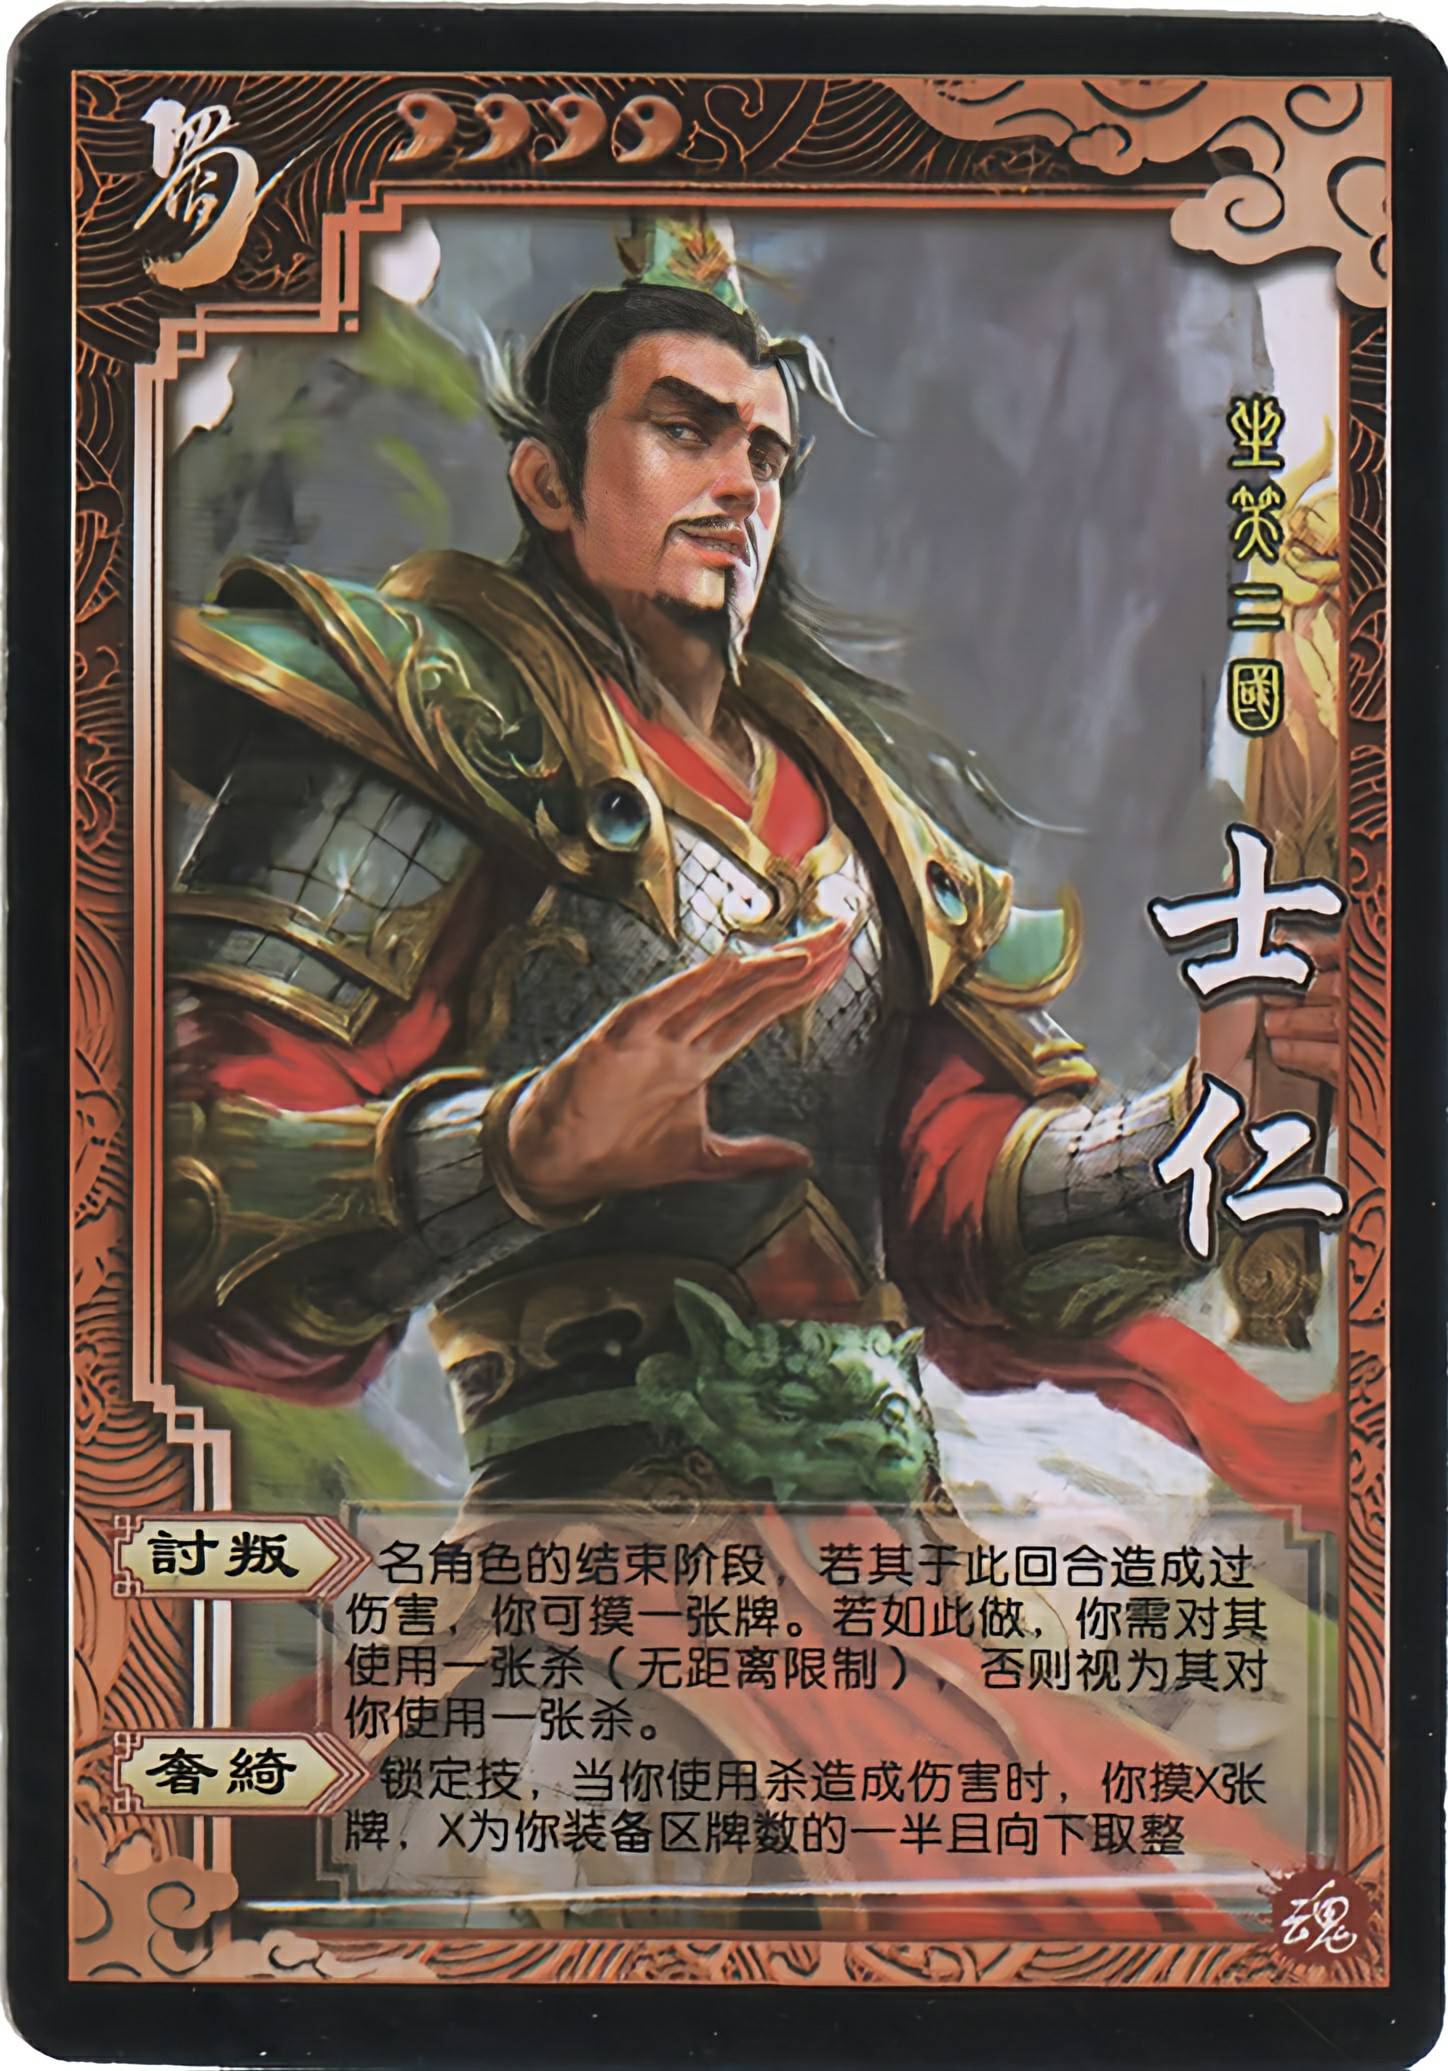 蜀
坐笑三國
士仁
討叛
名角色的结束阶段，若其于此回合造成过
伤害，你可摸一张牌。若如此做，你需对其
使用一张杀（无距离限制），否则视为其对
你使用一张杀。
奢綺
锁定技，当你使用杀造成伤害时，你摸X张
牌，X为你装备区牌数的一半且向下取整
魂